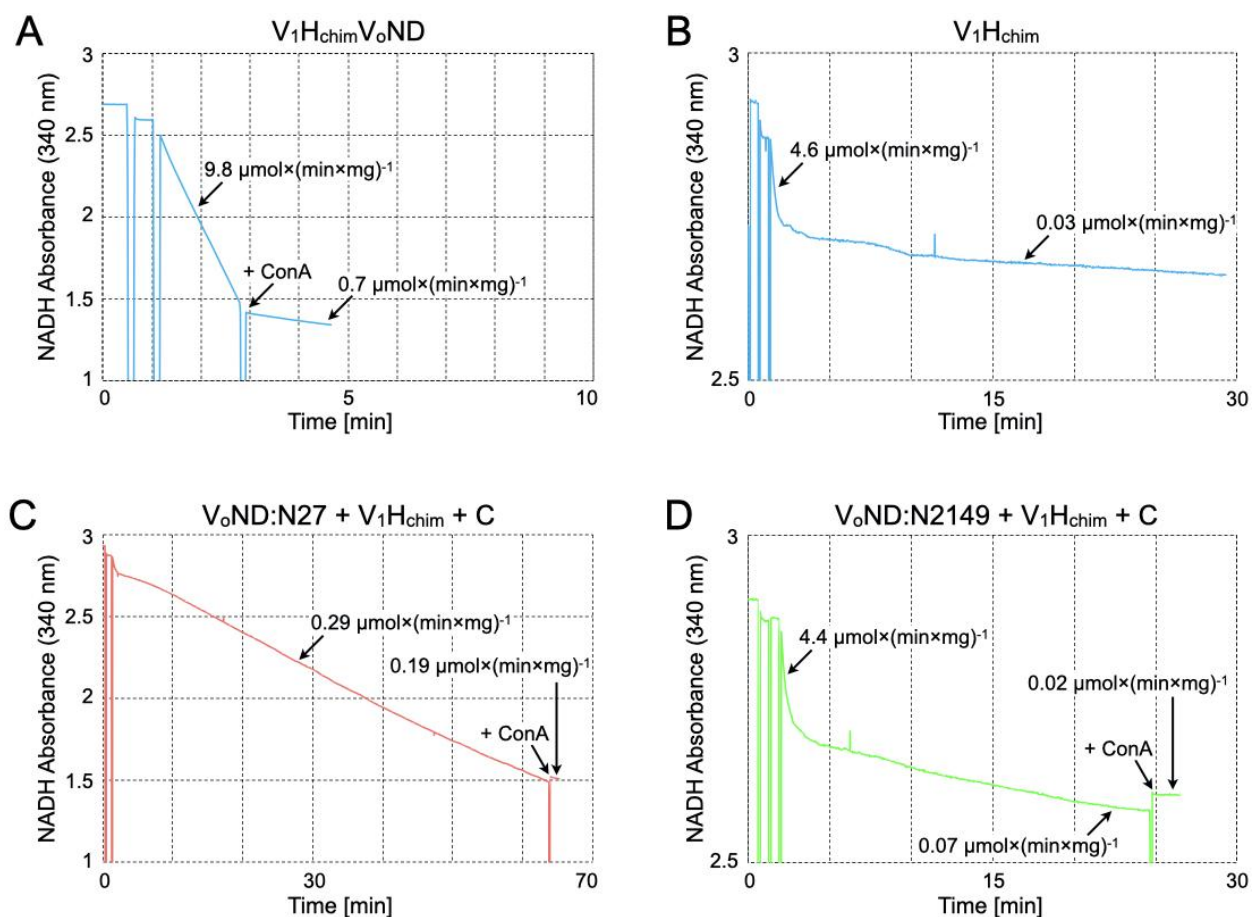 A
V₁HchimVₒND
NADH Absorbance (340 nm)
3
2.5
2
1.5
1
9.8 µmol×(min×mg)⁻¹
+ ConA
0.7 µmol×(min×mg)⁻¹
0
5
10
Time [min]
B
V₁Hchim
NADH Absorbance (340 nm)
3
2.5
4.6 µmol×(min×mg)⁻¹
0.03 µmol×(min×mg)⁻¹
0
15
30
Time [min]
C
VₒND:N27 + V₁Hchim + C
NADH Absorbance (340 nm)
3
2.5
2
1.5
1
0.29 µmol×(min×mg)⁻¹
0.19 µmol×(min×mg)⁻¹
+ ConA
0
30
70
Time [min]
D
VₒND:N2149 + V₁Hchim + C
NADH Absorbance (340 nm)
3
2.5
4.4 µmol×(min×mg)⁻¹
0.02 µmol×(min×mg)⁻¹
+ ConA
0.07 µmol×(min×mg)⁻¹
0
15
30
Time [min]